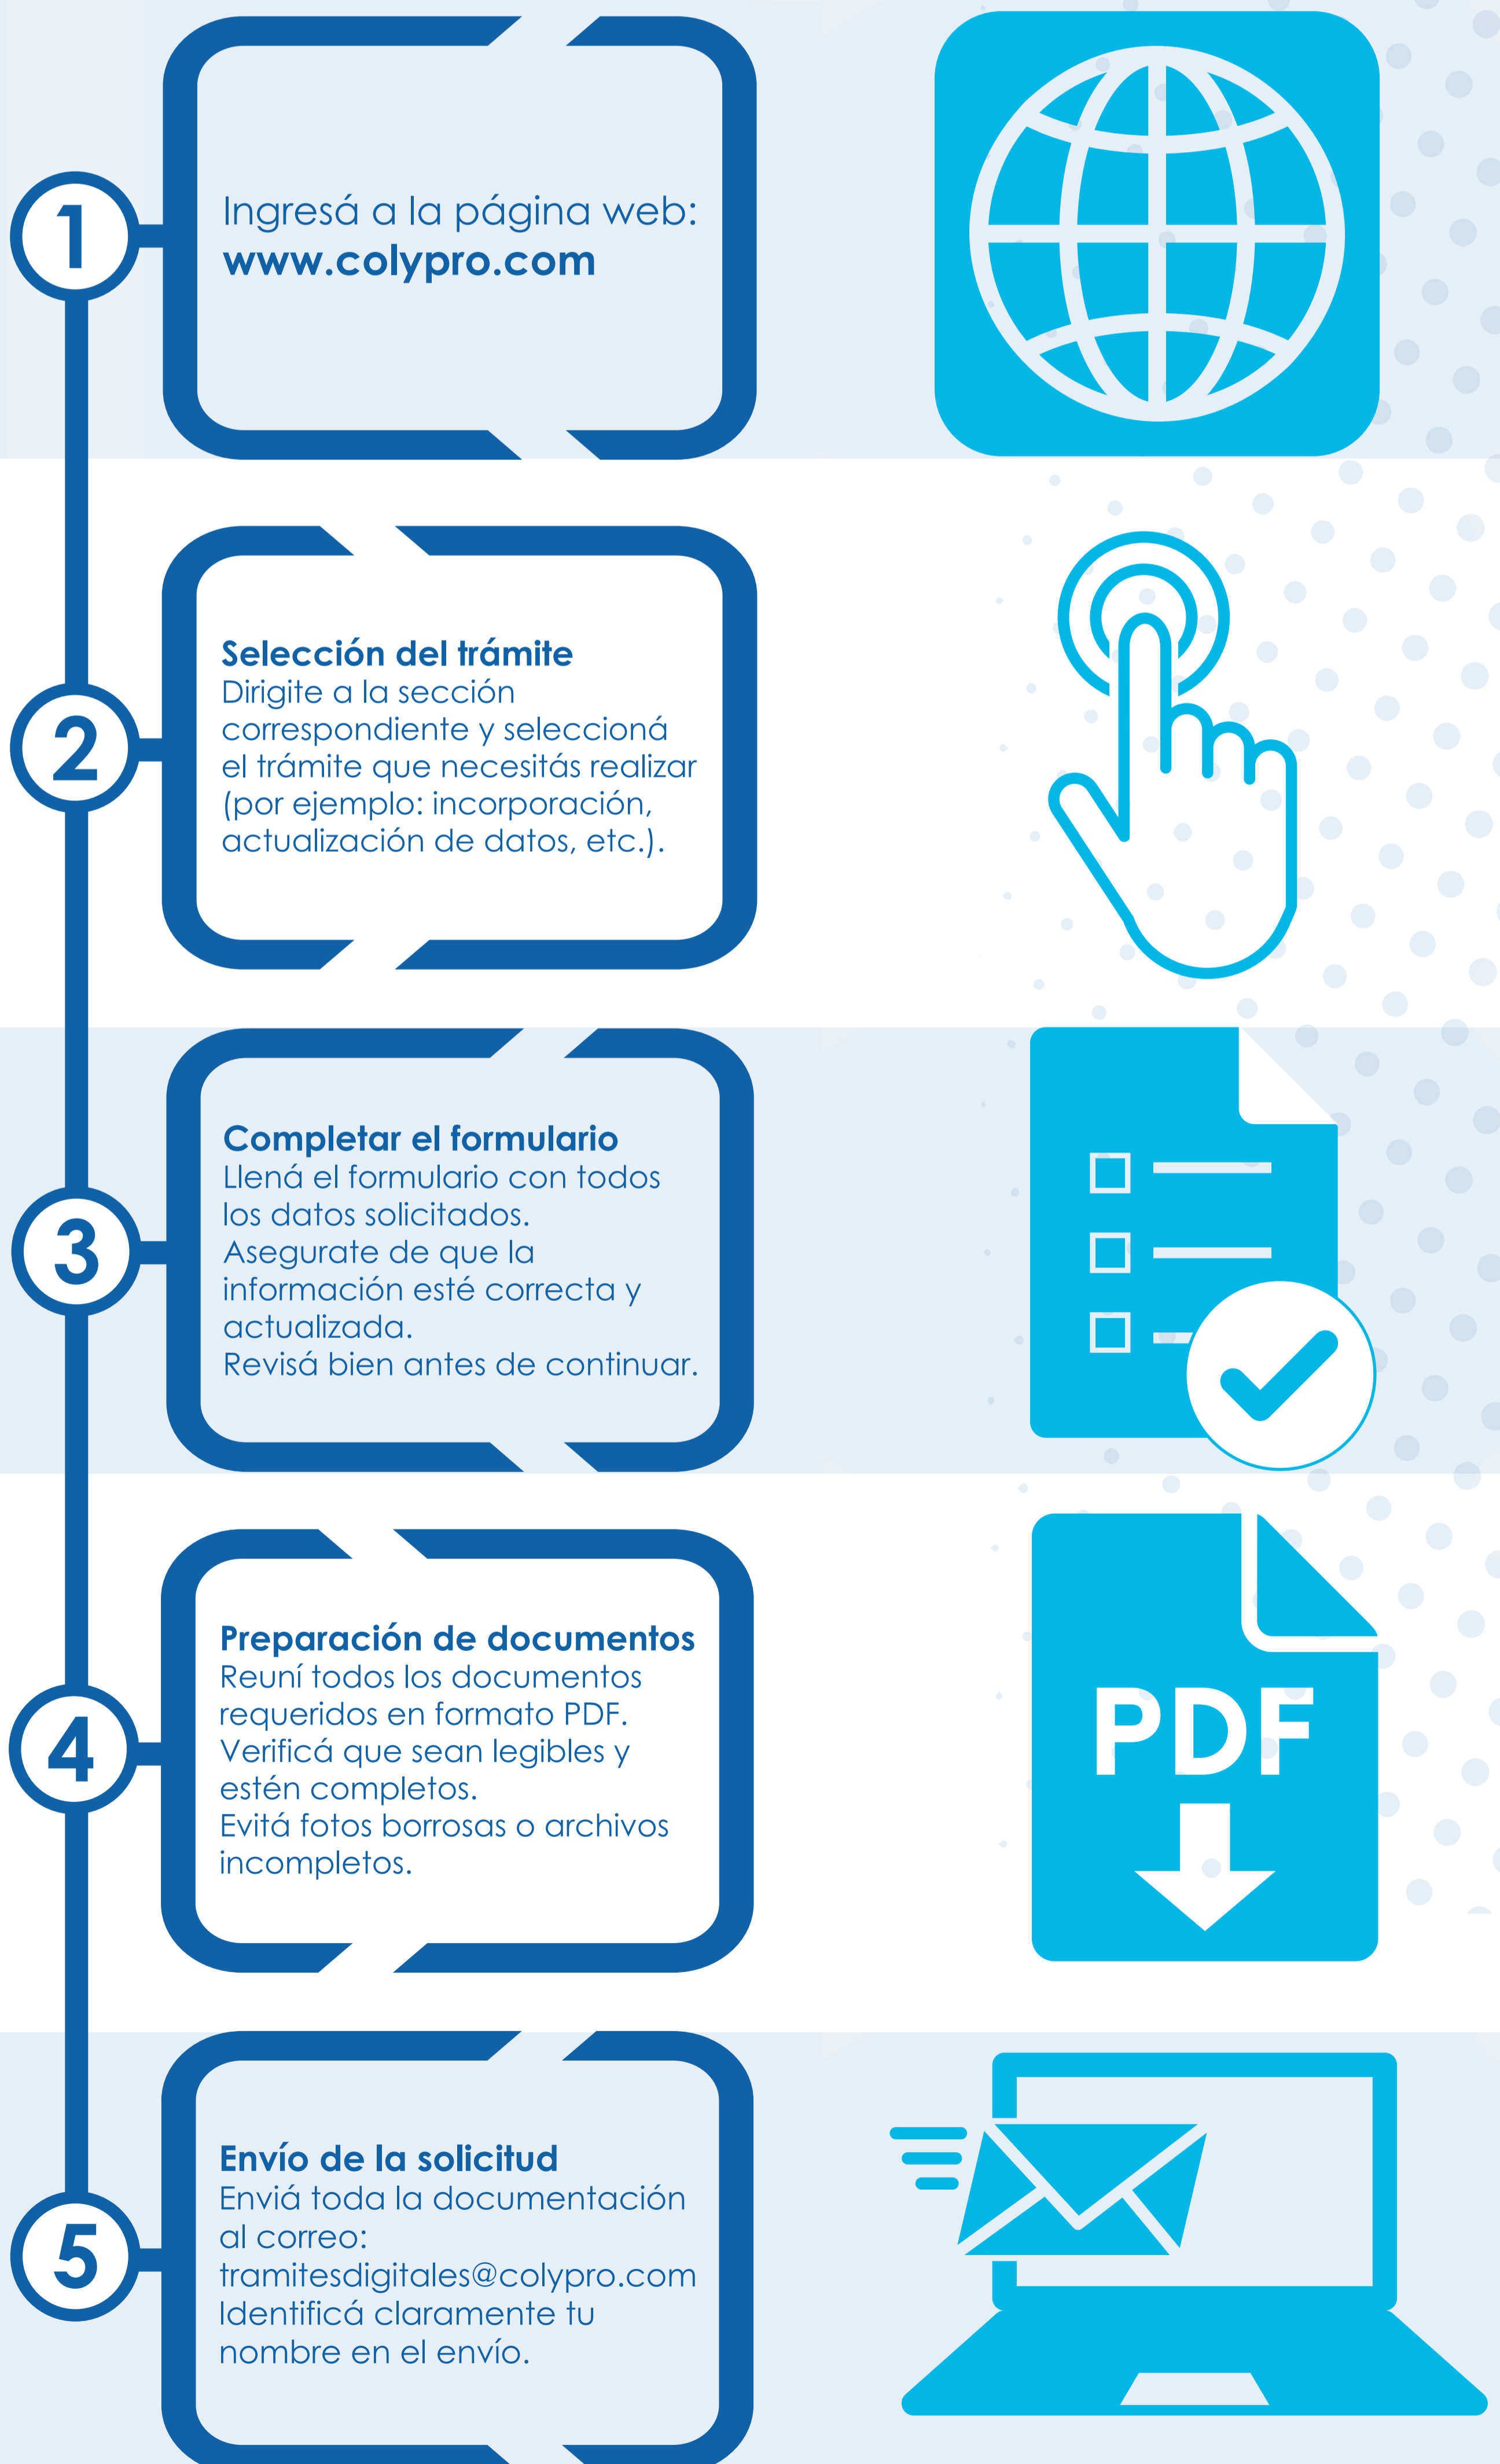 1
Ingresá a la página web:
www.colypro.com
2
Selección del trámite
Dirigite a la sección
correspondiente y seleccioná
el trámite que necesitás realizar
(por ejemplo: incorporación,
actualización de datos, etc.).
3
Completar el formulario
Llená el formulario con todos
los datos solicitados.
Asegurate de que la
información esté correcta y
actualizada.
Revisá bien antes de continuar.
4
Preparación de documentos
Reuní todos los documentos
requeridos en formato PDF.
Verificá que sean legibles y
estén completos.
Evitá fotos borrosas o archivos
incompletos.
PDF
5
Envío de la solicitud
Enviá toda la documentación
al correo:
tramitesdigitales@colypro.com
Identificá claramente tu
nombre en el envío.